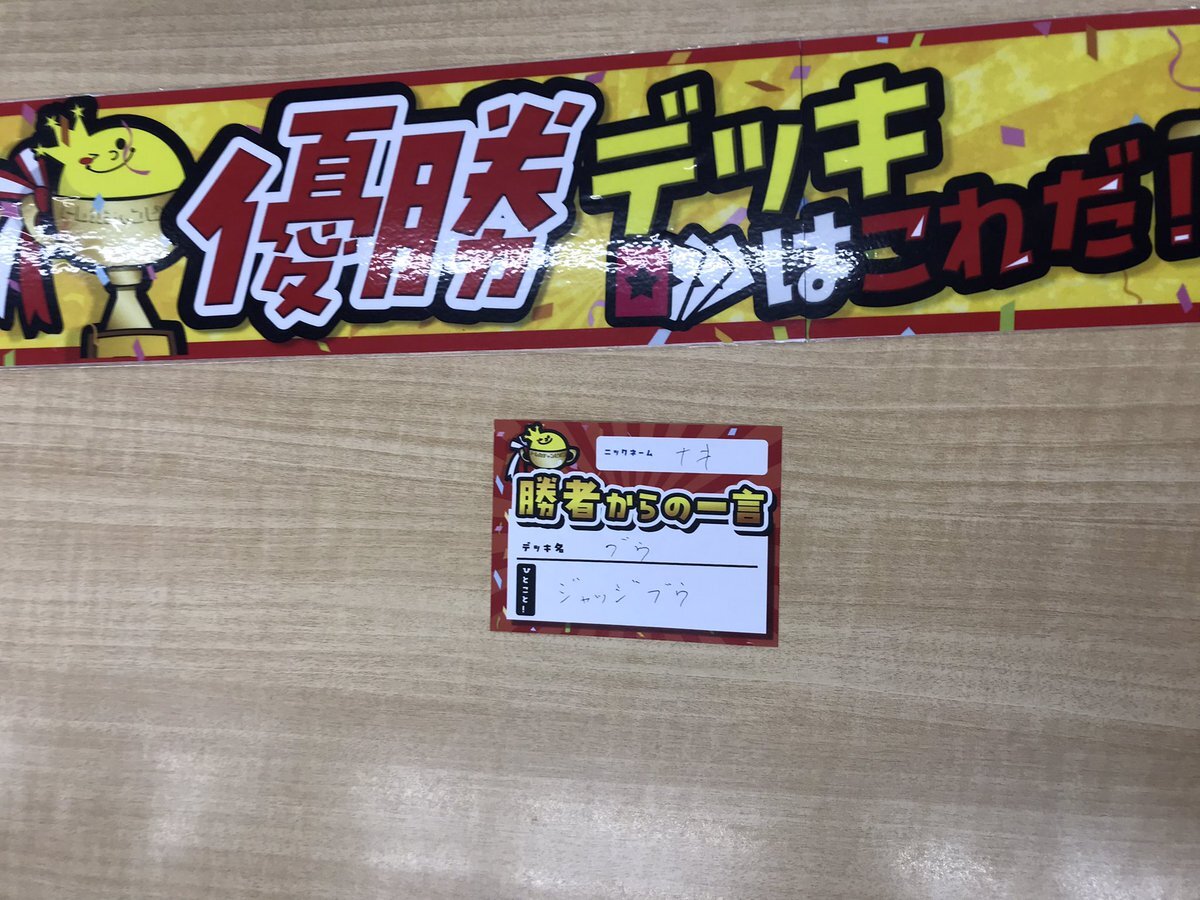 優勝デッキはこれだ!
ニックネーム ナオ
勝者からの一言
デッキ名 ブウ
ひとこと! ジャッジブウ